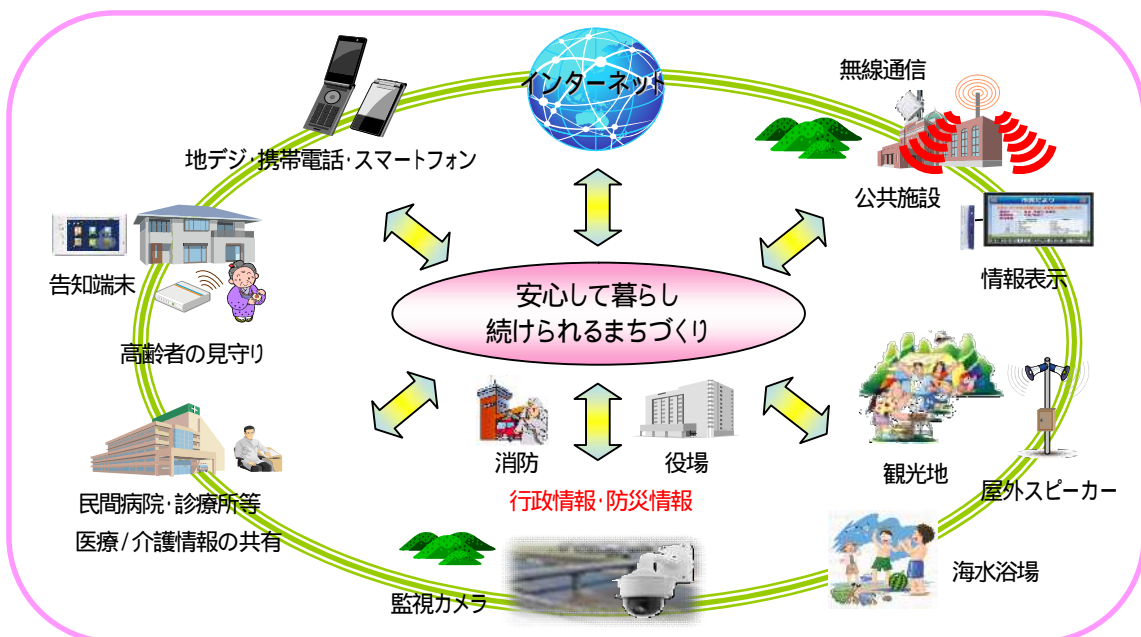 インターネット
無線通信
地デジ・携帯電話・スマートフォン
公共施設
市民だより
告知端末
情報表示
安心して暮らし
続けられるまちづくり
高齢者の見守り
消防
役場
観光地
屋外スピーカー
行政情報・防災情報
民間病院・診療所等
医療/介護情報の共有
海水浴場
監視カメラ